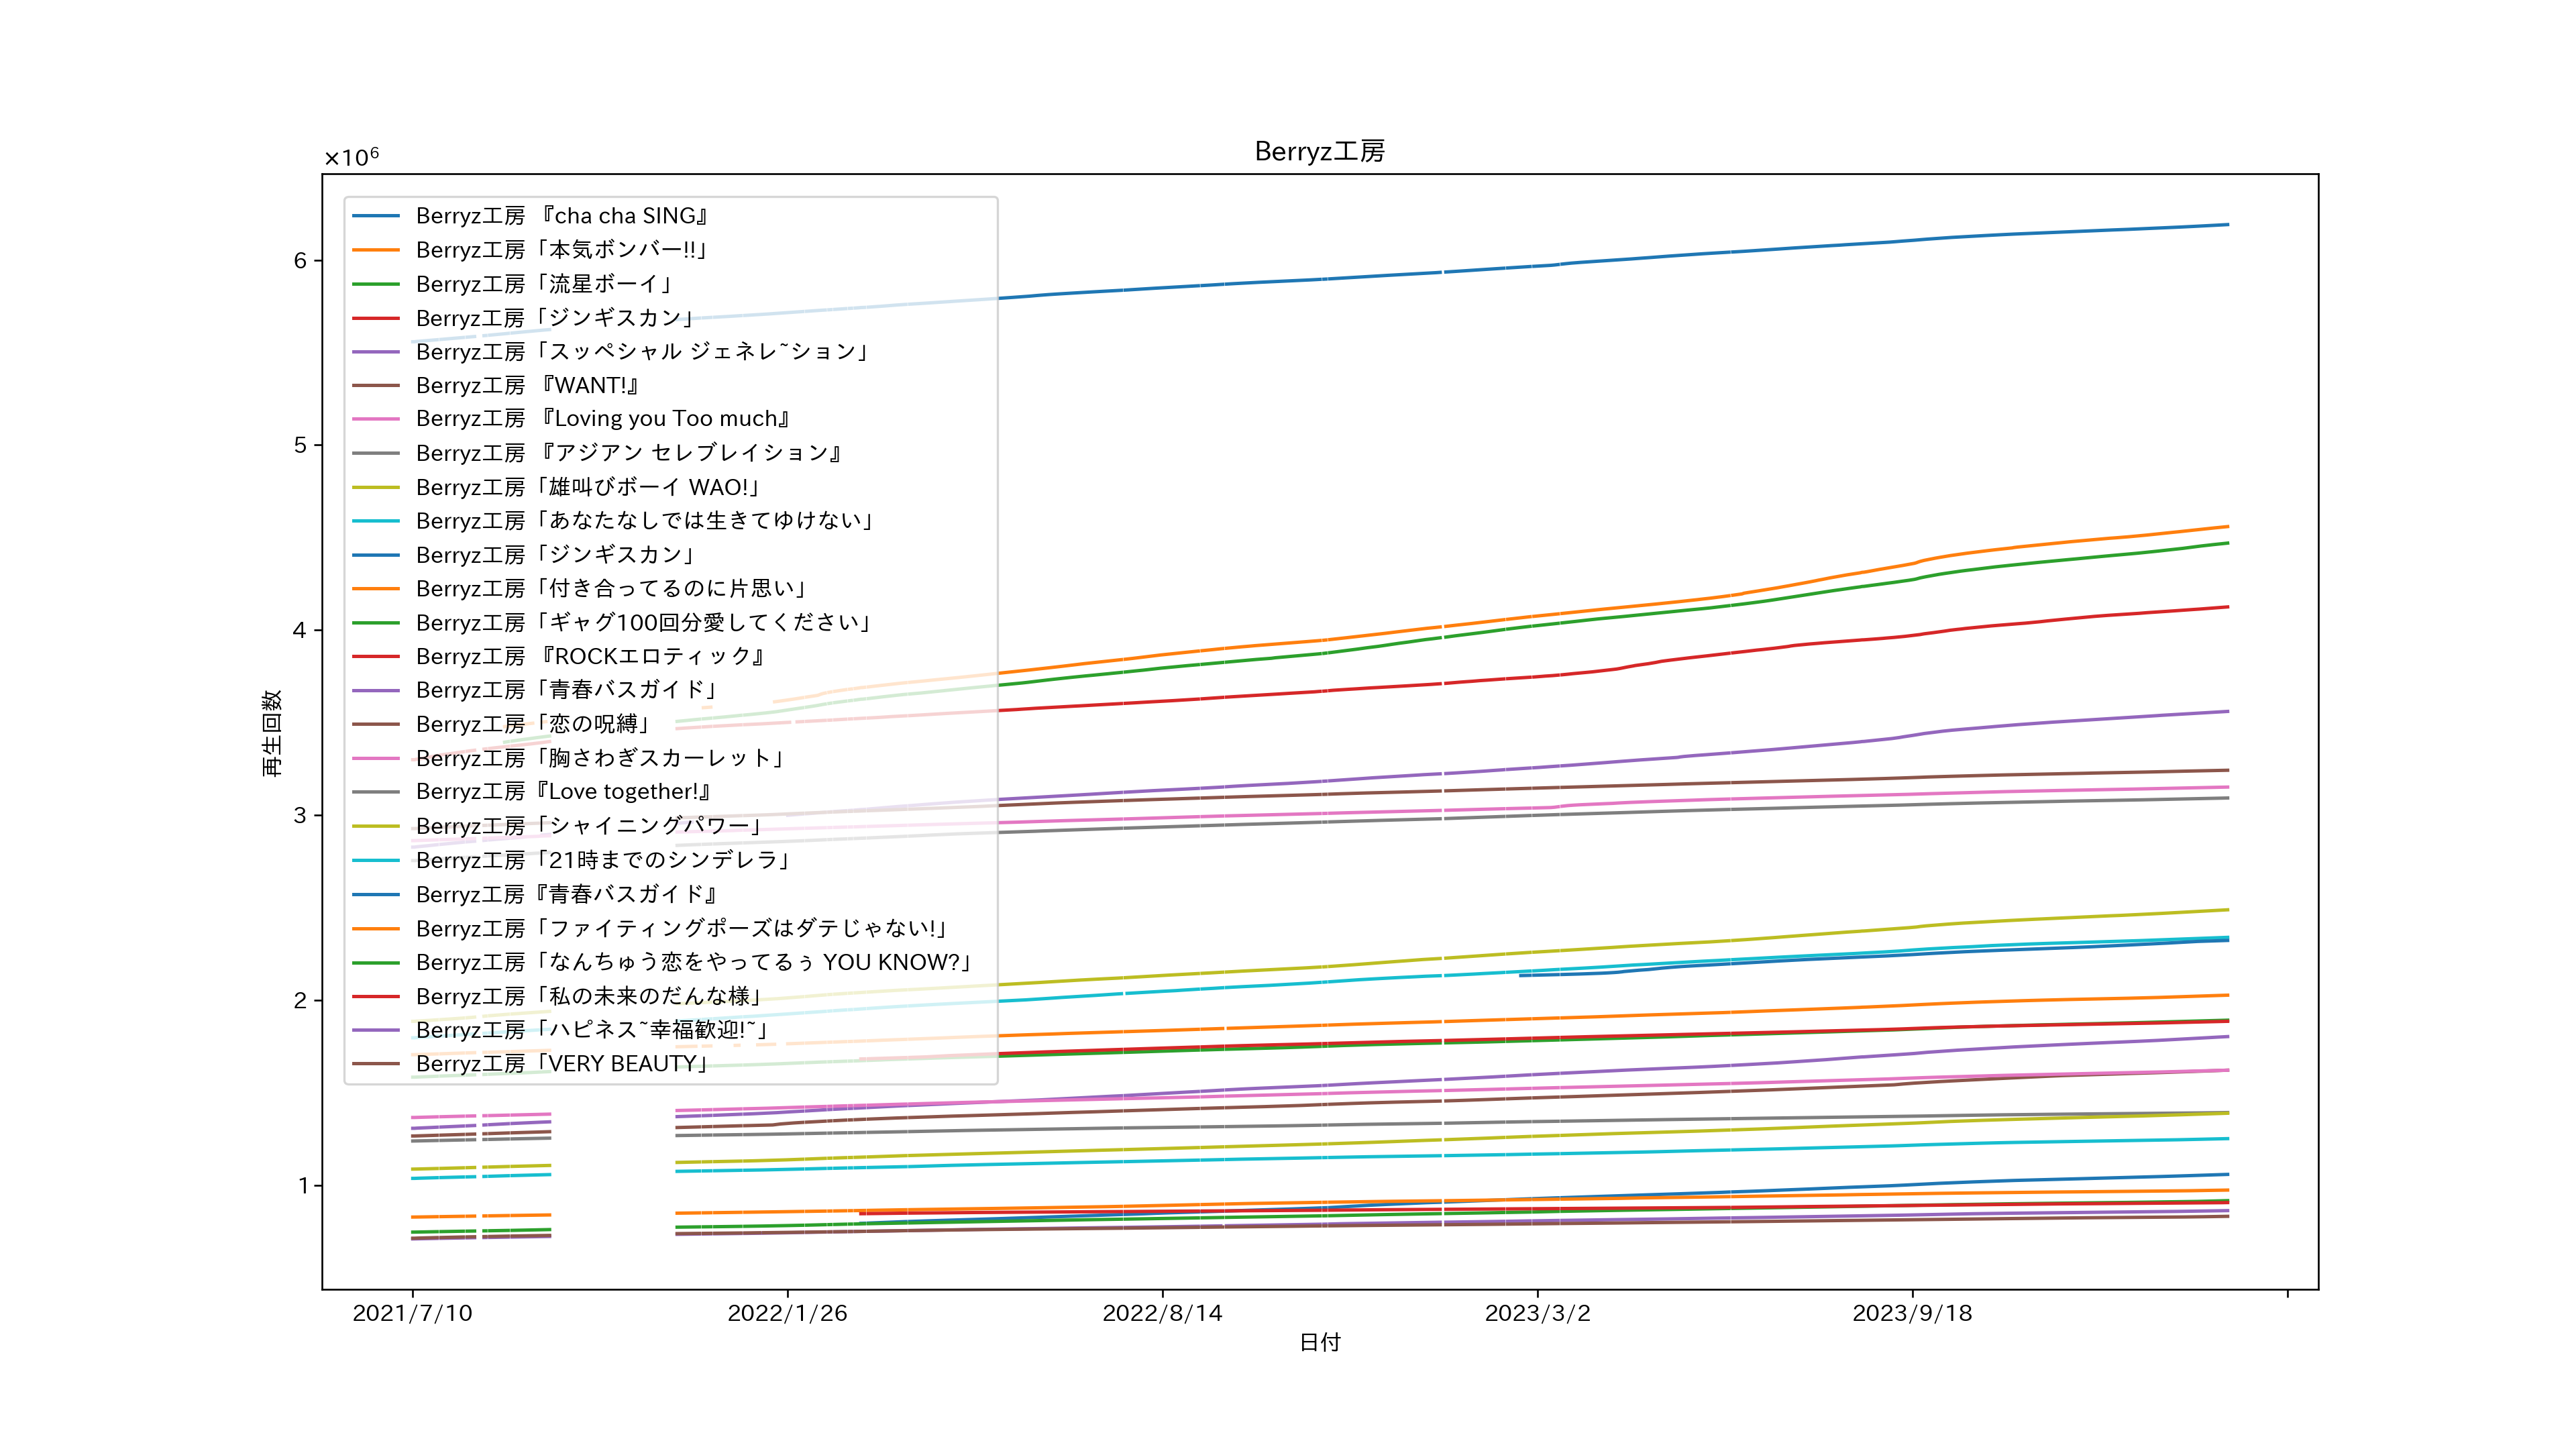 Berryz工房
×10⁶
Berryz工房 『cha cha SING』
Berryz工房「本気ボンバー!!」
Berryz工房「流星ボーイ」
Berryz工房「ジンギスカン」
Berryz工房「スッペシャル ジェネレ~ション」
Berryz工房 『WANT!』
Berryz工房 『Loving you Too much』
Berryz工房 『アジアン セレブレイション』
Berryz工房「雄叫びボーイ WAO!」
Berryz工房「あなたなしでは生きてゆけない」
Berryz工房「ジンギスカン」
Berryz工房「付き合ってるのに片思い」
Berryz工房「ギャグ100回分愛してください」
Berryz工房 『ROCKエロティック』
Berryz工房「青春バスガイド」
Berryz工房「恋の呪縛」
Berryz工房「胸さわぎスカーレット」
Berryz工房『Love together!』
Berryz工房「シャイニングパワー」
Berryz工房「21時までのシンデレラ」
Berryz工房『青春バスガイド』
Berryz工房「ファイティングポーズはダテじゃない!」
Berryz工房「なんちゅう恋をやってるぅ YOU KNOW?」
Berryz工房「私の未来のだんな様」
Berryz工房「ハピネス~幸福歓迎!~」
Berryz工房「VERY BEAUTY」
6
5
4
3
2
1
再生回数
2021/7/10
2022/1/26
2022/8/14
2023/3/2
2023/9/18
日付